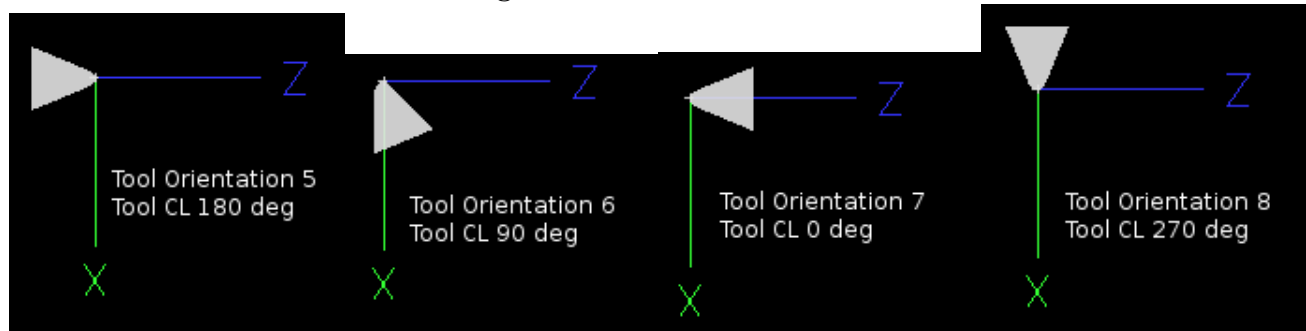 Z
Tool Orientation 5
Tool CL 180 deg
X
Z
Tool Orientation 6
Tool CL 90 deg
X
Z
Tool Orientation 7
Tool CL 0 deg
X
Z
Tool Orientation 8
Tool CL 270 deg
X